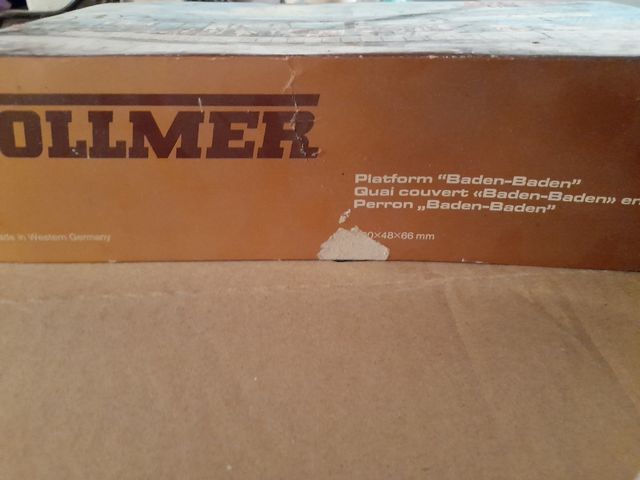 OLLMER
Platform "Baden-Baden"
Quai couvert «Baden-Baden» en
Perron „Baden-Baden"
ade in Western Germany
0×48×66 mm